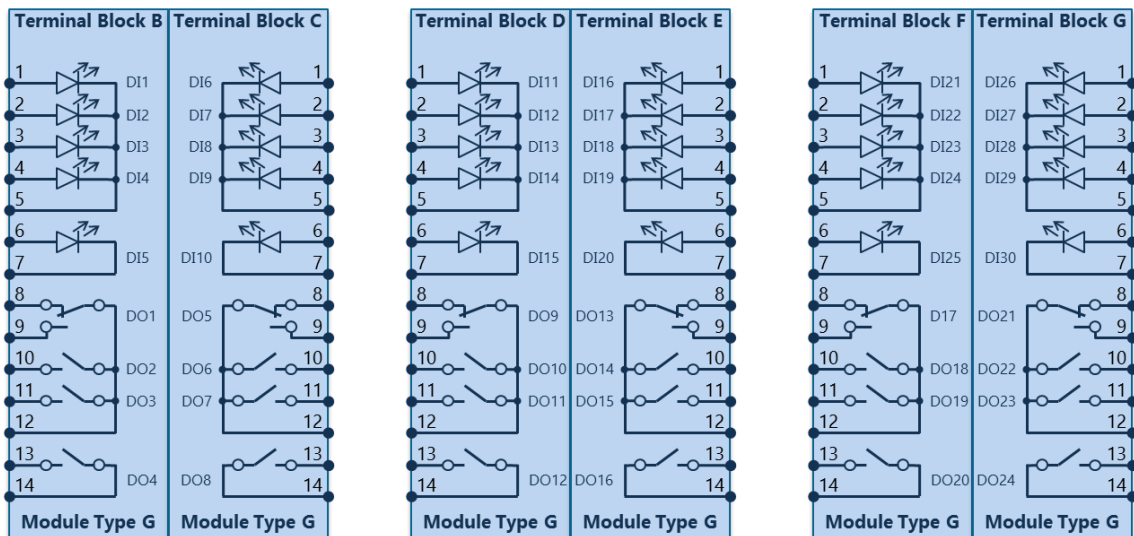 Terminal Block B Terminal Block C Terminal Block D Terminal Block E Terminal Block F Terminal Block G
1 DI1 DI6 1 1 DI11 DI16 1 1 DI21 DI26 1
2 DI2 DI7 2 2 DI12 DI17 2 2 DI22 DI27 2
3 DI3 DI8 3 3 DI13 DI18 3 3 DI23 DI28 3
4 DI4 DI9 4 4 DI14 DI19 4 4 DI24 DI29 4
5 5 5 5 5 5
6 6 6 6 6 6
7 DI5 DI10 7 7 DI15 DI20 7 7 DI25 DI30 7
8 8 8 8 8 8
DO1 DO5 DO9 DO13 D17 DO21
9 9 9 9 9 9
10 DO2 DO6 10 10 DO10 DO14 10 10 DO18 DO22 10
11 DO3 DO7 11 11 DO11 DO15 11 11 DO19 DO23 11
12 12 12 12 12 12
13 13 13 13 13 13
14 DO4 DO8 14 14 DO12 DO16 14 14 DO20 DO24 14
Module Type G Module Type G Module Type G Module Type G Module Type G Module Type G